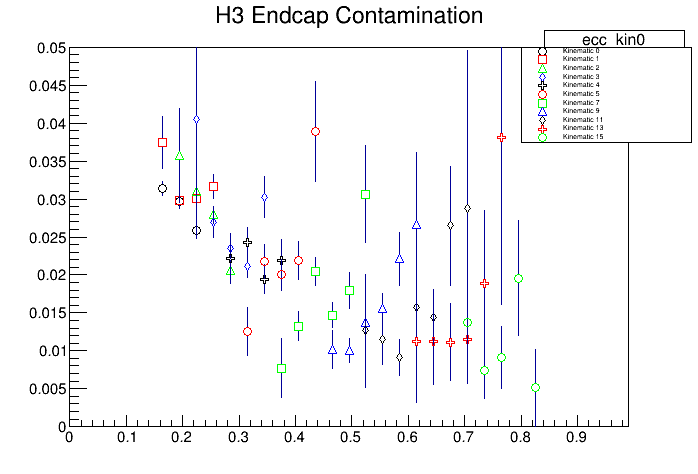 H3 Endcap Contamination
ecc_kin0
Kinematic 0
Kinematic 1
Kinematic 2
Kinematic 3
Kinematic 4
Kinematic 5
Kinematic 7
Kinematic 9
Kinematic 11
Kinematic 13
Kinematic 15
0.05
0.045
0.04
0.035
0.03
0.025
0.02
0.015
0.01
0.005
0
0 0.1 0.2 0.3 0.4 0.5 0.6 0.7 0.8 0.9